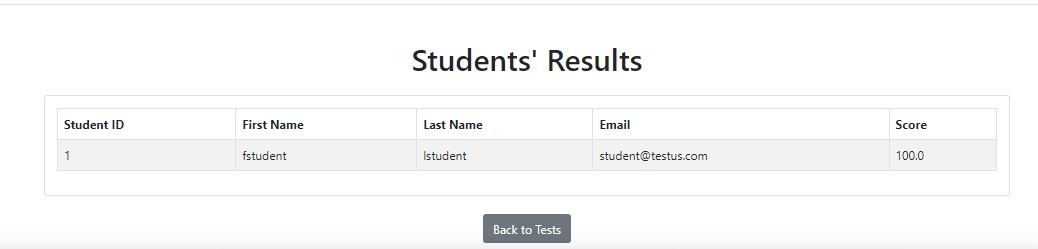 Students' Results
Student ID First Name Last Name Email Score
1 fstudent lstudent student@testus.com 100.0
Back to Tests